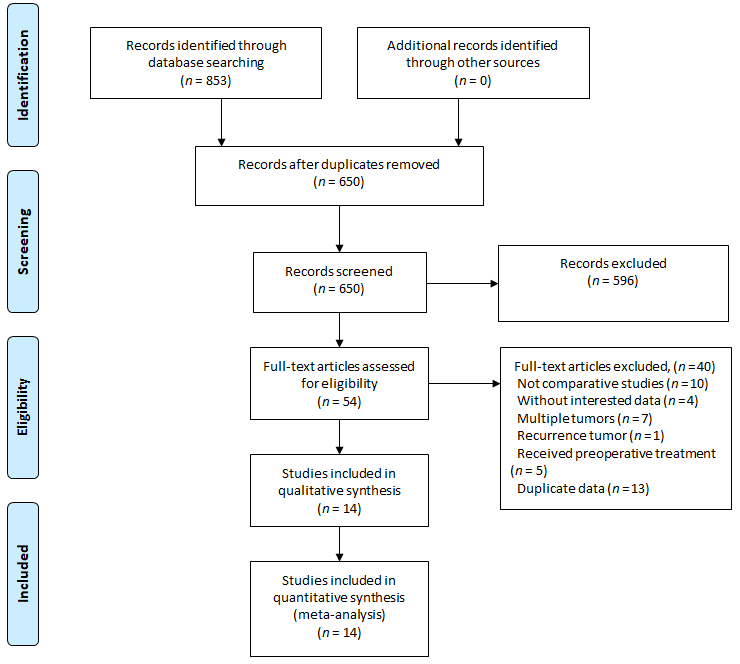 Identification
Records identified through
database searching
(n = 853)
Additional records identified
through other sources
(n = 0)
Records after duplicates removed
(n = 650)
Screening
Records screened
(n = 650)
Records excluded
(n = 596)
Eligibility
Full-text articles assessed
for eligibility
(n = 54)
Full-text articles excluded, (n = 40)
Not comparative studies (n = 10)
Without interested data (n = 4)
Multiple tumors (n = 7)
Recurrence tumor (n = 1)
Received preoperative treatment
(n = 5)
Duplicate data (n = 13)
Studies included in
qualitative synthesis
(n = 14)
Included
Studies included in
quantitative synthesis
(meta-analysis)
(n = 14)